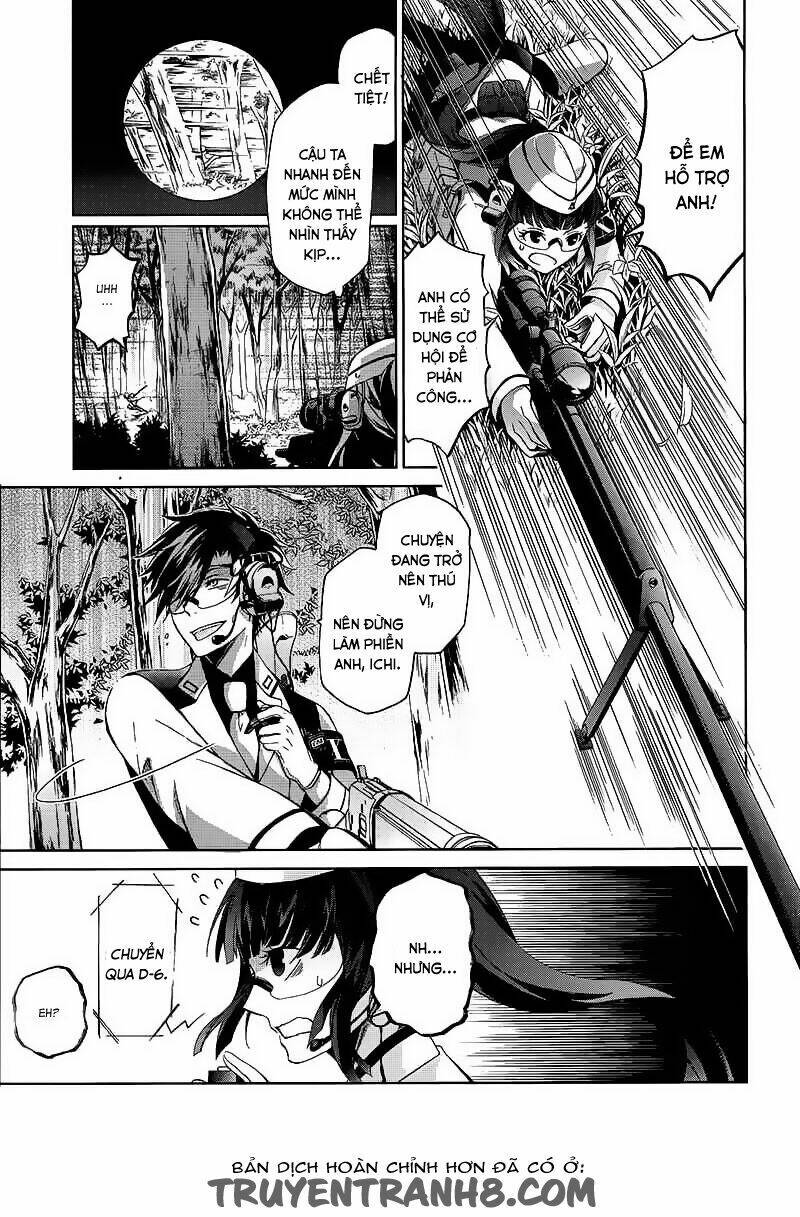 ĐỂ EM
HỖ TRỢ
ANH!
ANH CÓ
THỂ SỬ
DỤNG CƠ
HỘI ĐỂ
PHẢN
CÔNG...
CHẾT
TIỆT!
CẬU TA
NHANH ĐẾN
MỨC MÌNH
KHÔNG THỂ
NHÌN THẤY
KỊP...
UHH
...
CHUYỆN
ĐANG TRỞ
NÊN THÚ
VỊ,
NÊN ĐỪNG
LÀM PHIỀN
ANH, ICHI.
NH...
NHƯNG...
CHUYỂN
QUA D-6.
EH?
BẢN DỊCH HOÀN CHỈNH HƠN ĐÃ CÓ Ở:
TRUYENTRANH8.COM